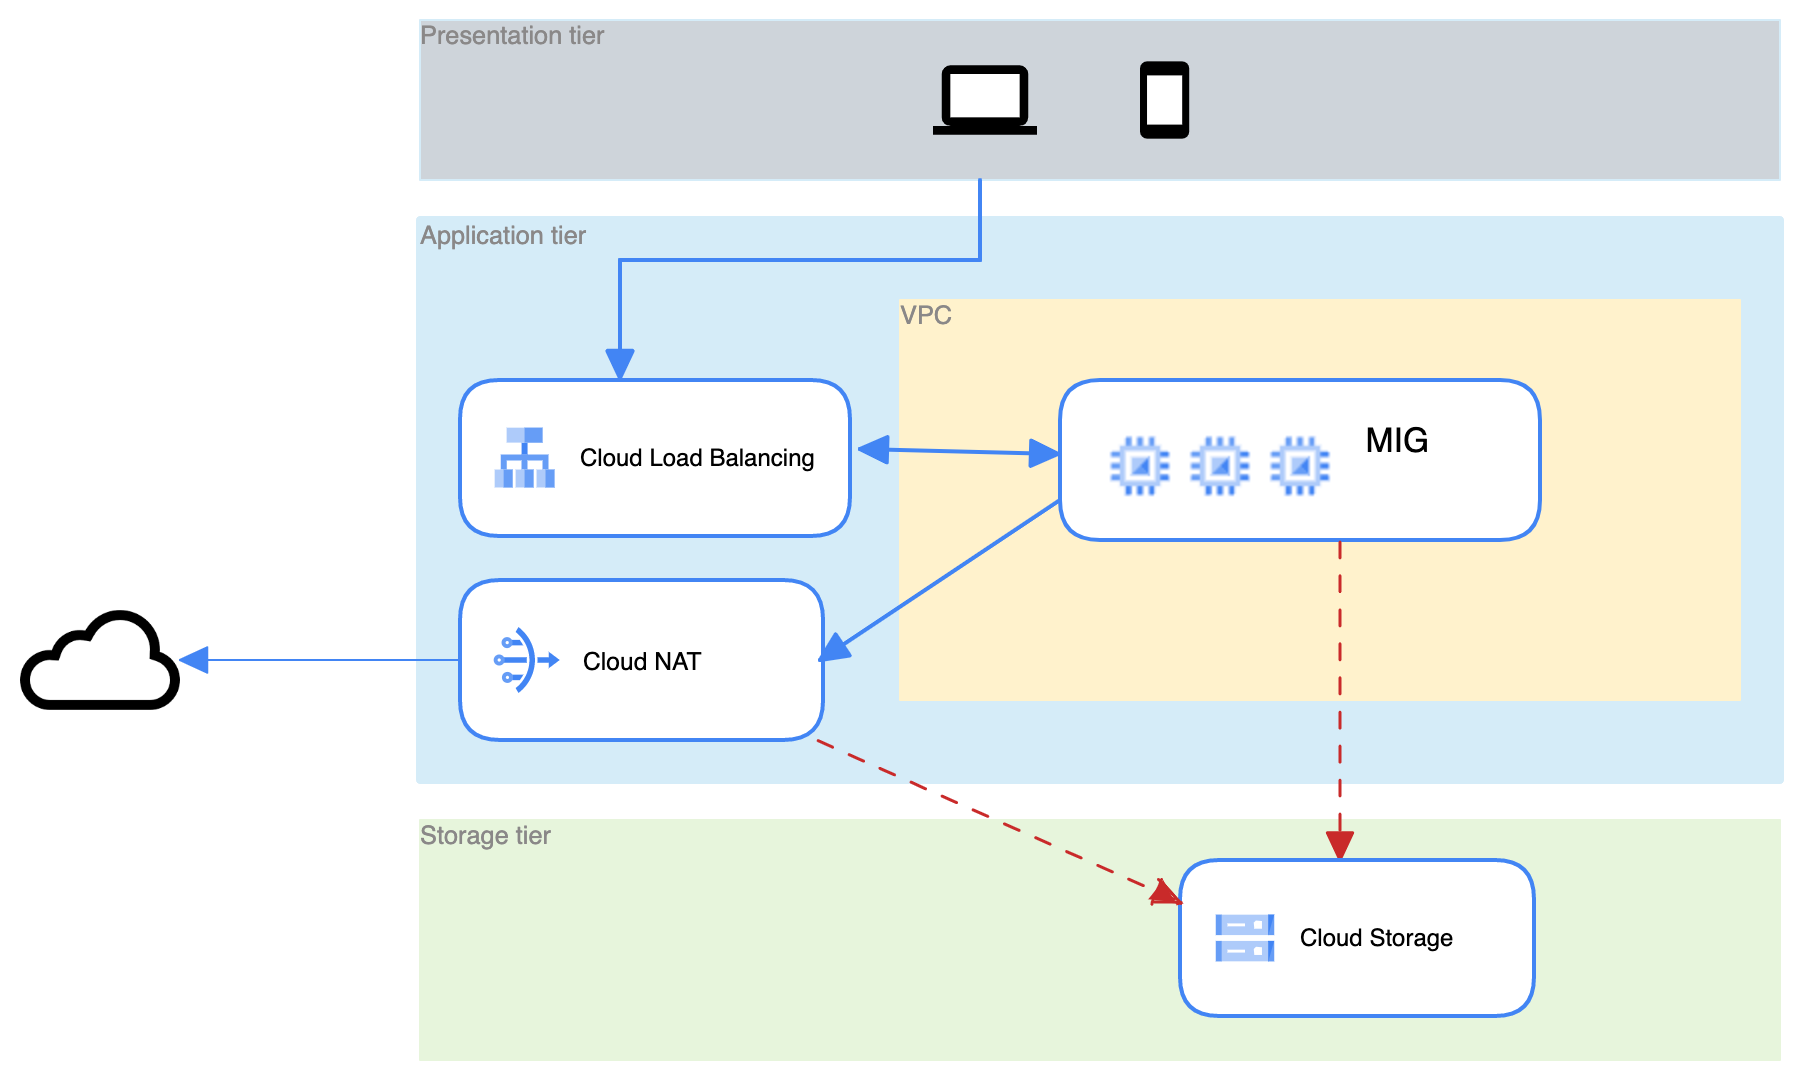 Presentation tier
Application tier
VPC
Cloud Load Balancing
MIG
Cloud NAT
Storage tier
Cloud Storage